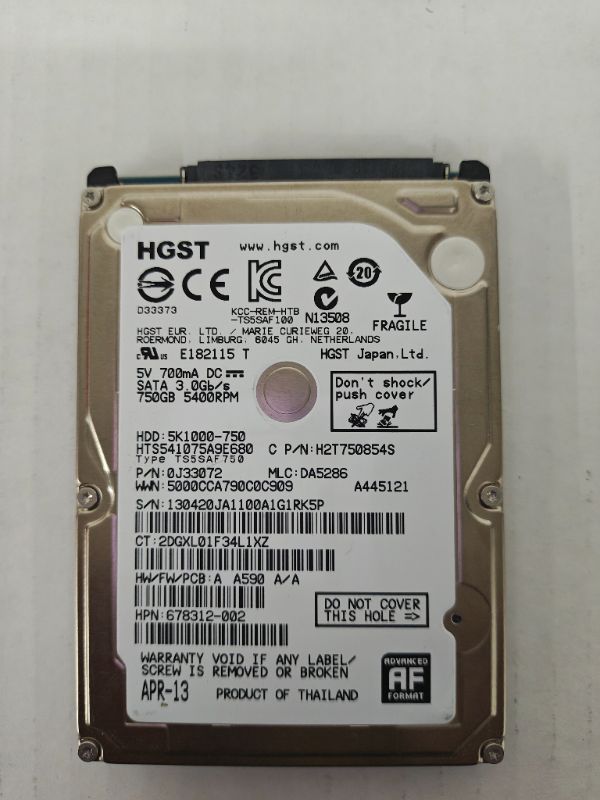 HGST www.hgst.com
D33373
KCC-REM-HTB
-TS5SAF100 N13508
20
FRAGILE
HGST EUR. LTD. / MARIE CURIEWEG 20,
ROERMOND, LIMBURG, 6045 GH, NETHERLANDS
c RU us E182115 T HGST Japan,Ltd.
5V 700mA DC
SATA 3.0Gb/s
750GB 5400RPM
Don't shock/
push cover
HDD:5K1000-750
HTS541075A9E680 C P/N:H2T750854S
Type TS5SAF750
P/N:0J33072 MLC:DA5286
WWN:5000CCA790C0C909 A445121
S/N:130420JA1100A1G1RK5P
CT:2DGXL01F34L1XZ
HW/FW/PCB:A A590 A/A
HPN:678312-002
DO NOT COVER
THIS HOLE =>
WARRANTY VOID IF ANY LABEL/
SCREW IS REMOVED OR BROKEN
APR-13 PRODUCT OF THAILAND
ADVANCED
AF
FORMAT